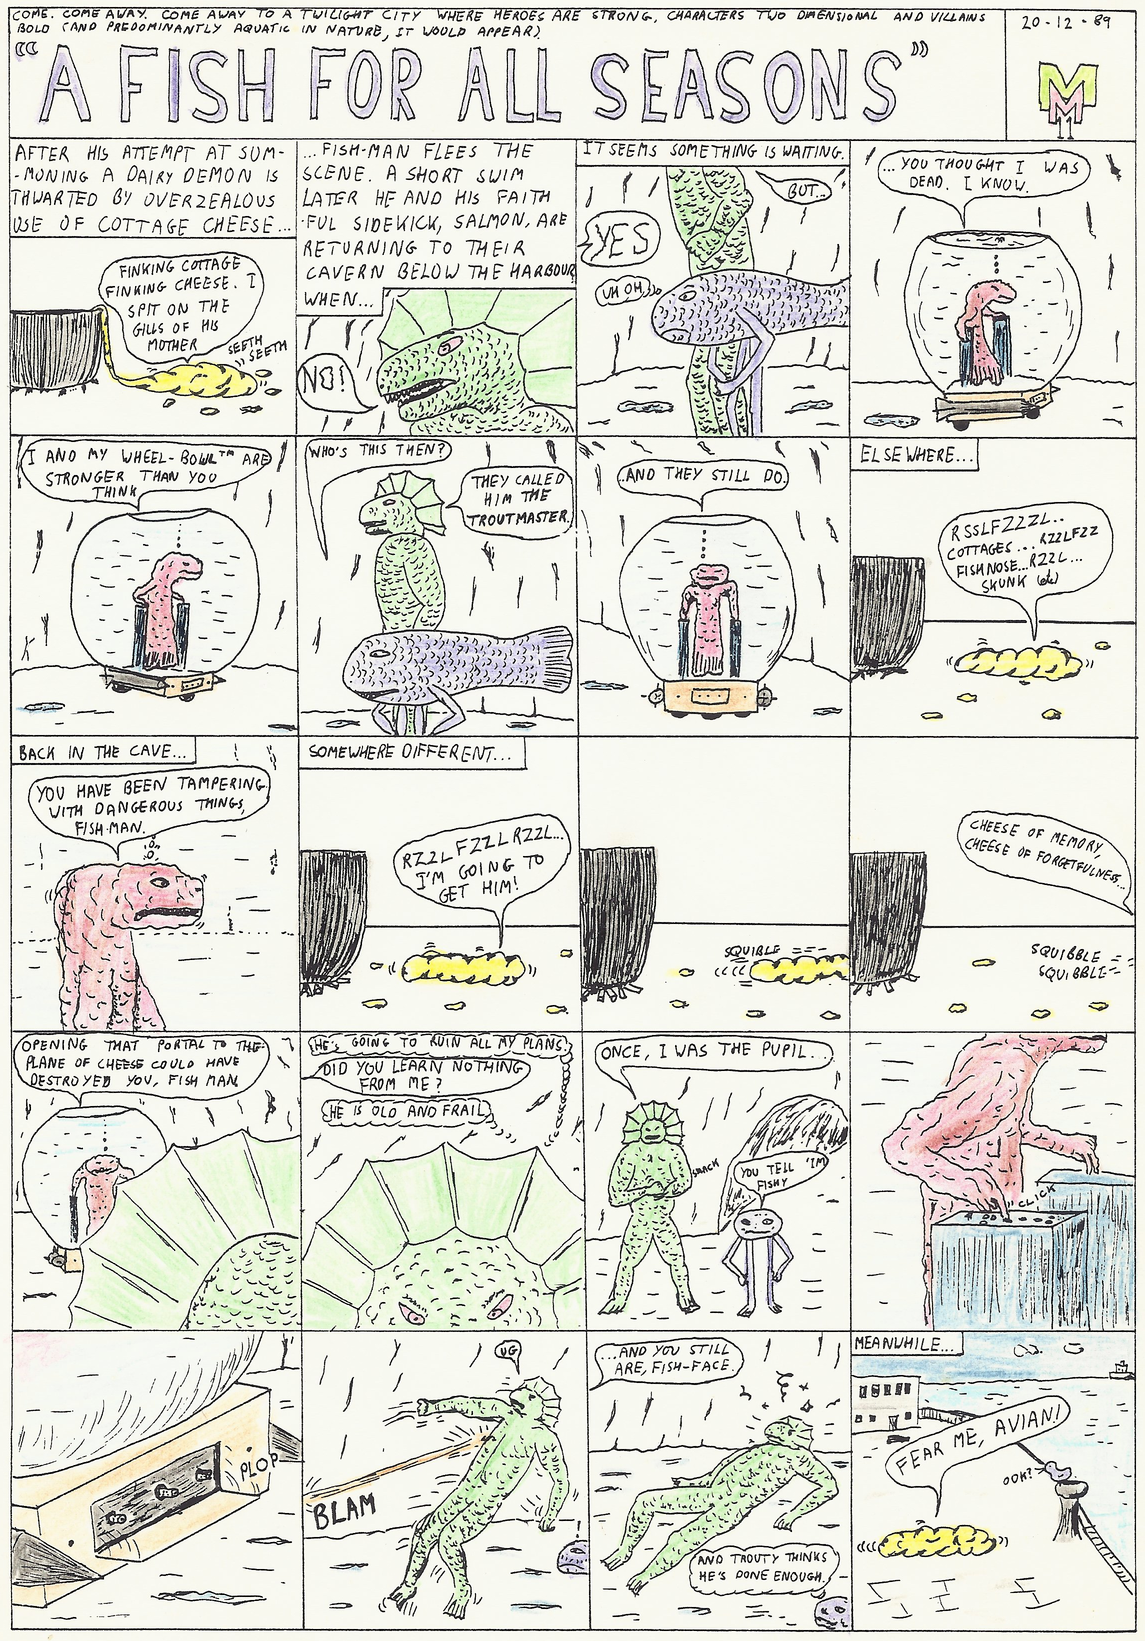 COME. COME AWAY. COME AWAY TO A TWILIGHT CITY WHERE HEROES ARE STRONG, CHARACTERS TWO DIMENSIONAL AND VILLAINS
BOLD (AND PREDOMINANTLY AQUATIC IN NATURE, IT WOULD APPEAR)
20-12-89
"A FISH FOR ALL SEASONS"
MM11
AFTER HIS ATTEMPT AT SUM-
-MONING A DAIRY DEMON IS
THWARTED BY OVERZEALOUS
USE OF COTTAGE CHEESE...
FINKING COTTAGE
FINKING CHEESE. I
SPIT ON THE
GILLS OF HIS
MOTHER
SEETH
SEETH
...FISH-MAN FLEES THE
SCENE. A SHORT SWIM
LATER HE AND HIS FAITH
-FUL SIDEKICK, SALMON, ARE
RETURNING TO THEIR
CAVERN BELOW THE HARBOUR
WHEN...
NO!
IT SEEMS SOMETHING IS WAITING.
BUT...
YES
UH OH
...YOU THOUGHT I WAS
DEAD. I KNOW.
I AND MY WHEEL-BOWL™ ARE
STRONGER THAN YOU
THINK
WHO'S THIS THEN?
THEY CALLED
HIM THE
TROUTMASTER.
...AND THEY STILL DO.
ELSEWHERE...
RSSLFZZZL..
COTTAGES... RZZLFZZ
FISHNOSE...RZZL...
SKUNK (etc)
BACK IN THE CAVE...
YOU HAVE BEEN TAMPERING
WITH DANGEROUS THINGS,
FISH-MAN.
SOMEWHERE DIFFERENT...
RZZL FZZL RZZL...
I'M GOING TO
GET HIM!
SQUIBLE
CHEESE OF MEMORY,
CHEESE OF FORGETFULNESS...
SQUIBBLE
SQUIBBLE
OPENING THAT PORTAL TO THE
PLANE OF CHEESE COULD HAVE
DESTROYED YOU, FISH MAN.
HE'S GOING TO RUIN ALL MY PLANS.
DID YOU LEARN NOTHING
FROM ME?
HE IS OLD AND FRAIL
ONCE, I WAS THE PUPIL...
SMACK
YOU TELL 'IM
FISHY
CLICK
PLOP
UG
BLAM
...AND YOU STILL
ARE, FISH-FACE.
AND TROUTY THINKS
HE'S DONE ENOUGH.
MEANWHILE...
FEAR ME, AVIAN!
OOK?